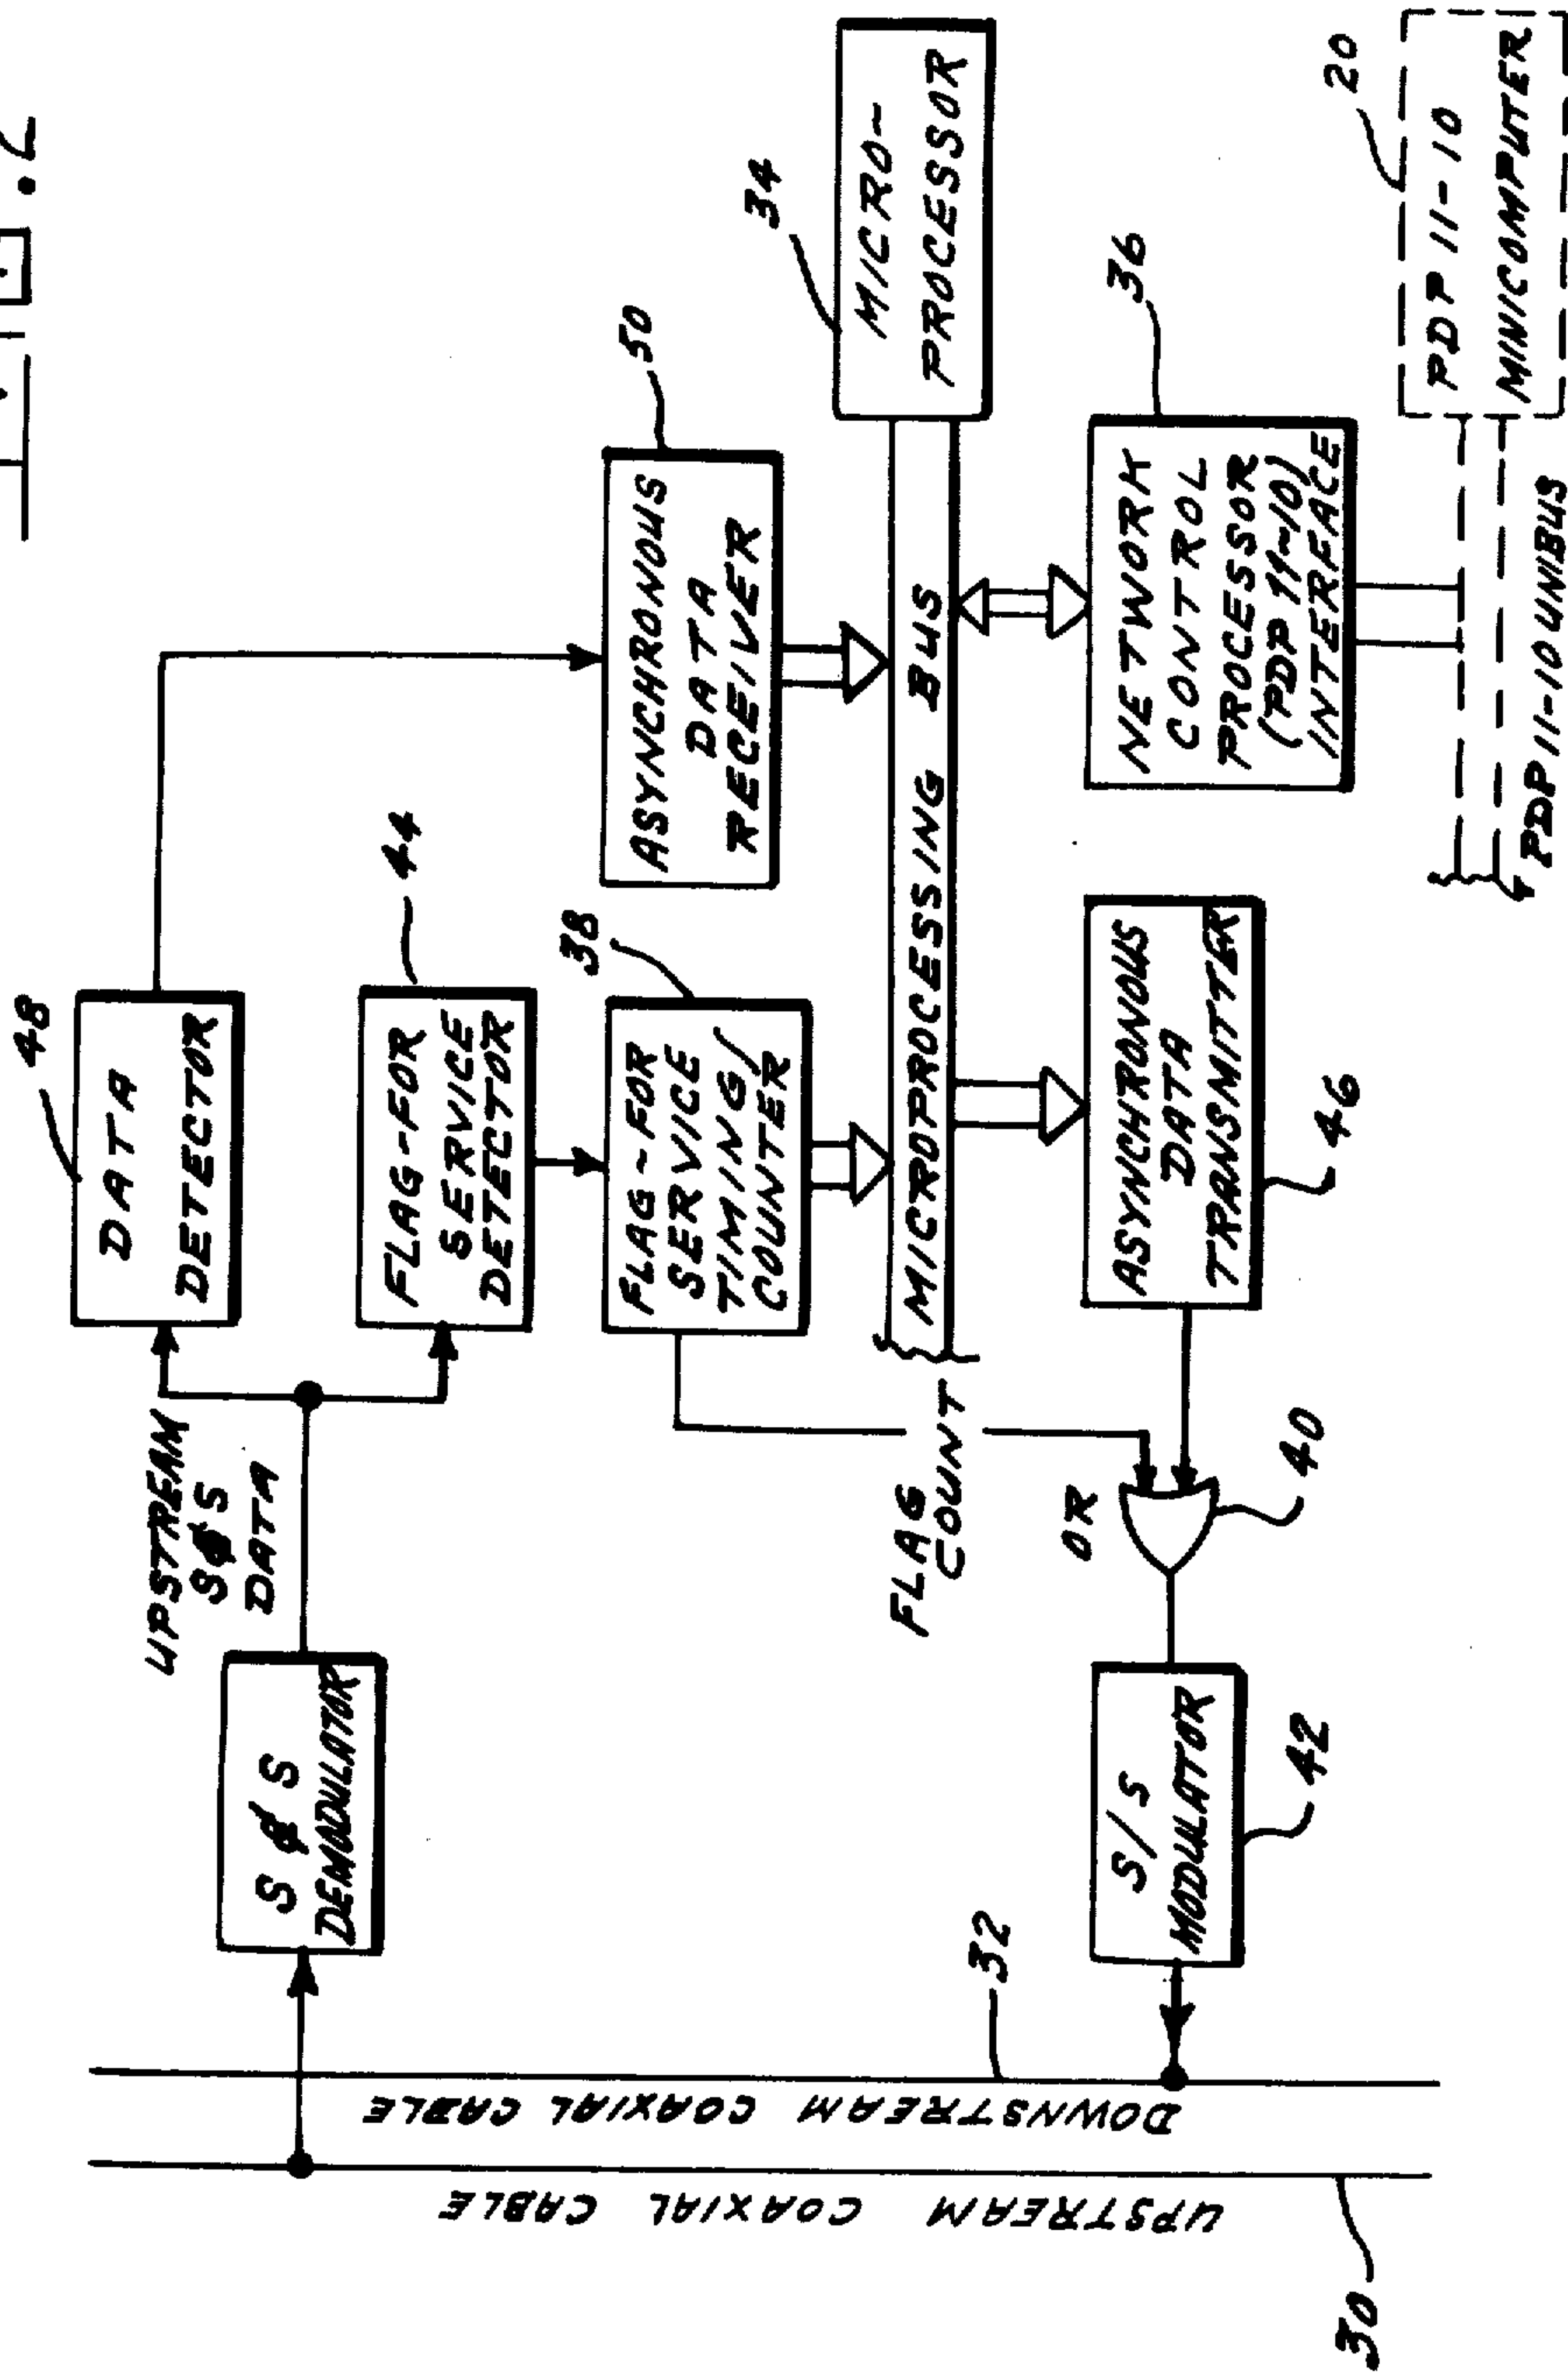 48
DATA
DETECTOR
UPSTREAM
S&S
DATA
S & S
DEMODULATOR
44
FLAG-FOR
SERVICE
DETECTOR
50
ASYNCHRONOUS
DATA
RECEIVER
38
FLAG~FOR
SERVICE
TIMING/
COUNTER
34
MICRO~
PROCESSOR
MICROPROCESSING BUS
FLAG
COUNT
36
NETWORK
CONTROL
PROCESSOR
(PDP 11~10)
INTERFACE
ASYNCHRONOUS
DATA
TRANSMITTER
46
OR
40
S/S
MODULATOR
42
32
DOWNSTREAM COAXIAL CABLE
UPSTREAM COAXIAL CABLE
30
20
PDP 11-10
MINICOMPUTER
PDP 11-10 UNIBUS